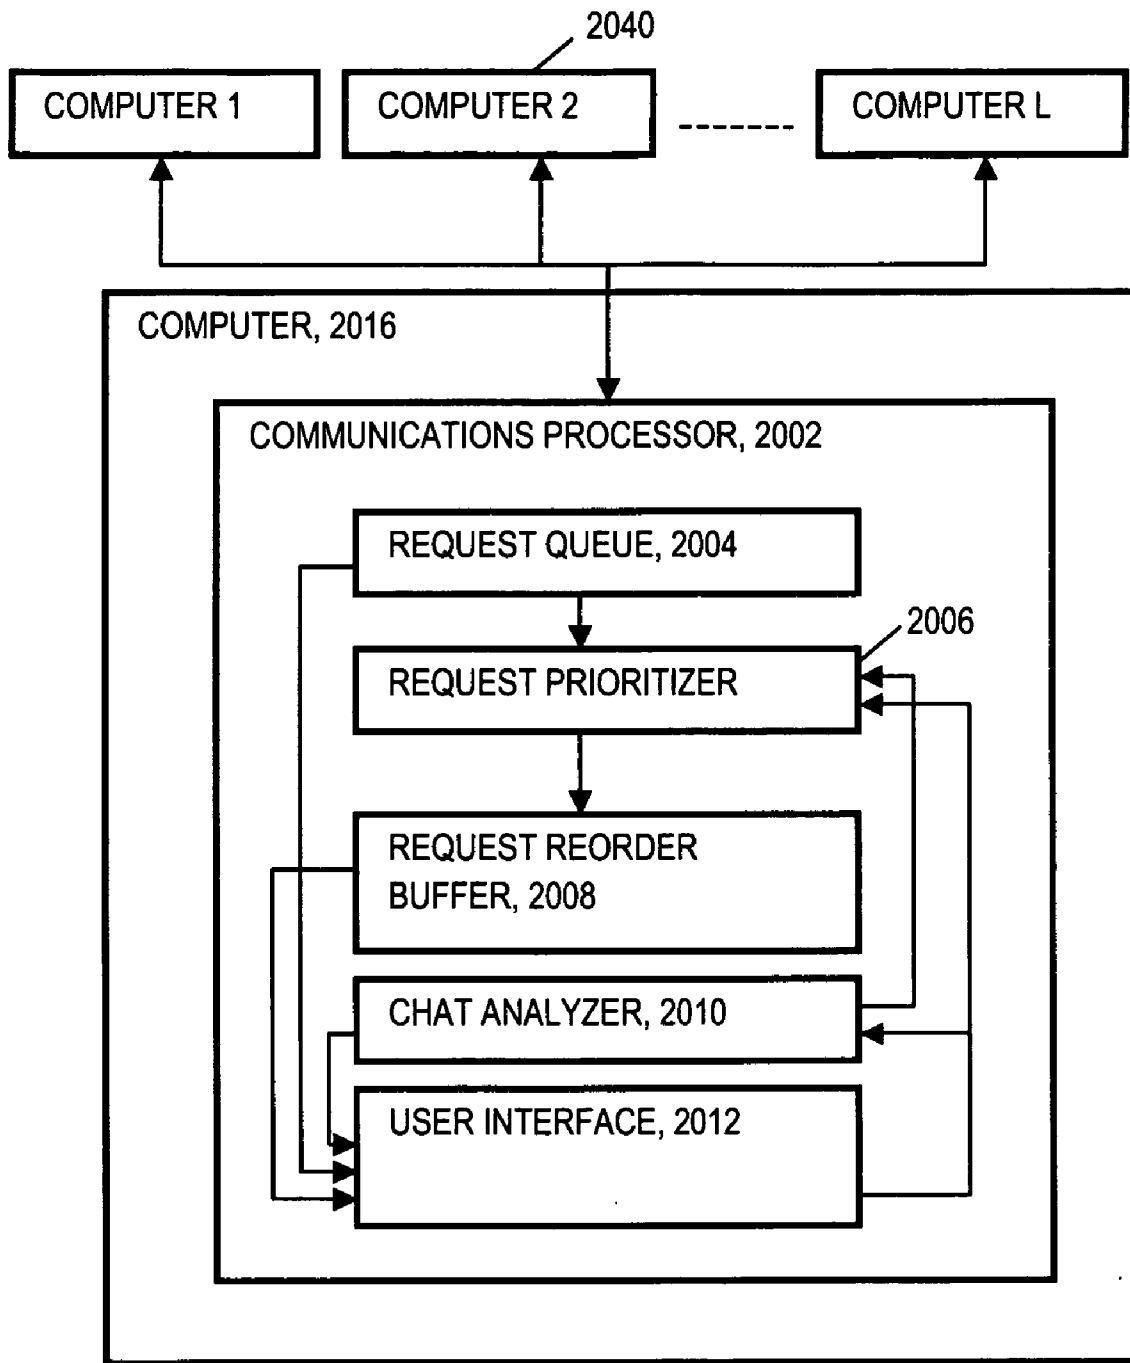 2040
COMPUTER 1
COMPUTER 2
COMPUTER L
COMPUTER, 2016
COMMUNICATIONS PROCESSOR, 2002
REQUEST QUEUE, 2004
2006
REQUEST PRIORITIZER
REQUEST REORDER
BUFFER, 2008
CHAT ANALYZER, 2010
USER INTERFACE, 2012